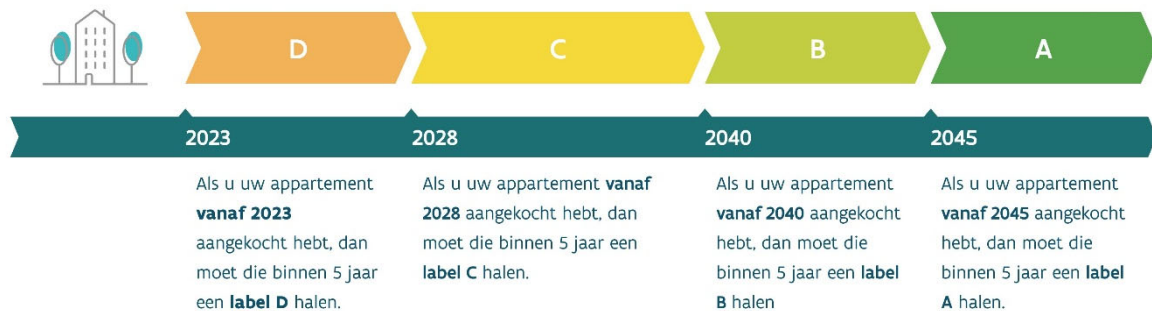 D
C
B
A
2023
2028
2040
2045
Als u uw appartement
vanaf 2023
aangekocht hebt, dan
moet die binnen 5 jaar
een label D halen.
Als u uw appartement vanaf
2028 aangekocht hebt, dan
moet die binnen 5 jaar een
label C halen.
Als u uw appartement
vanaf 2040 aangekocht
hebt, dan moet die
binnen 5 jaar een label
B halen
Als u uw appartement
vanaf 2045 aangekocht
hebt, dan moet die
binnen 5 jaar een label
A halen.